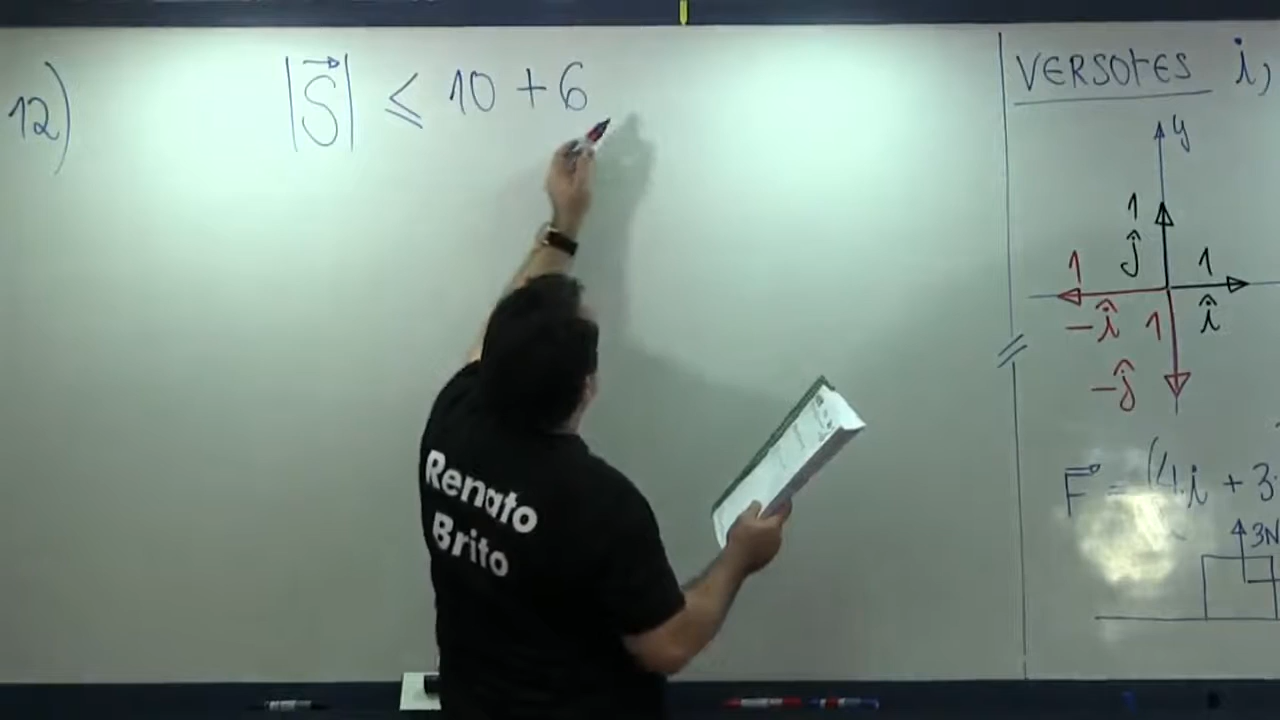 12)
|S⃗| ≤ 10 + 6
VERSORES i,
y
1
ĵ
1
î
1
-î
1
-ĵ
F⃗ = (4.i + 3.
3N
Renato
Brito